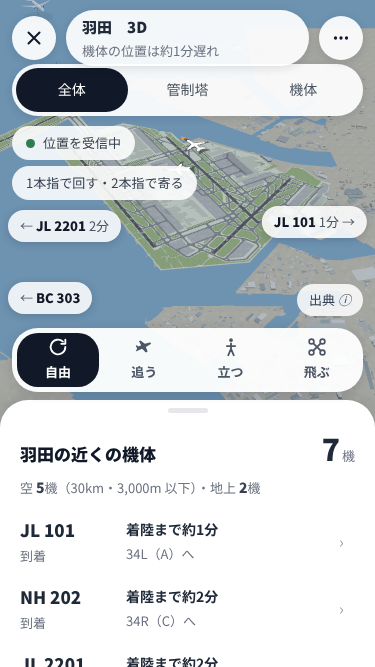 羽田 3D
機体の位置は約1分遅れ
全体 管制塔 機体
位置を受信中
1本指で回す・2本指で寄る
← JL 2201 2分
JL 101 1分 →
← BC 303
出典 ⓘ
自由 追う 立つ 飛ぶ
羽田の近くの機体 7機
空 5機（30km・3,000m 以下）・地上 2機
JL 101 着陸まで約1分
到着 34L（A）へ
NH 202 着陸まで約2分
到着 34R（C）へ
JL 2201 着陸まで約2分